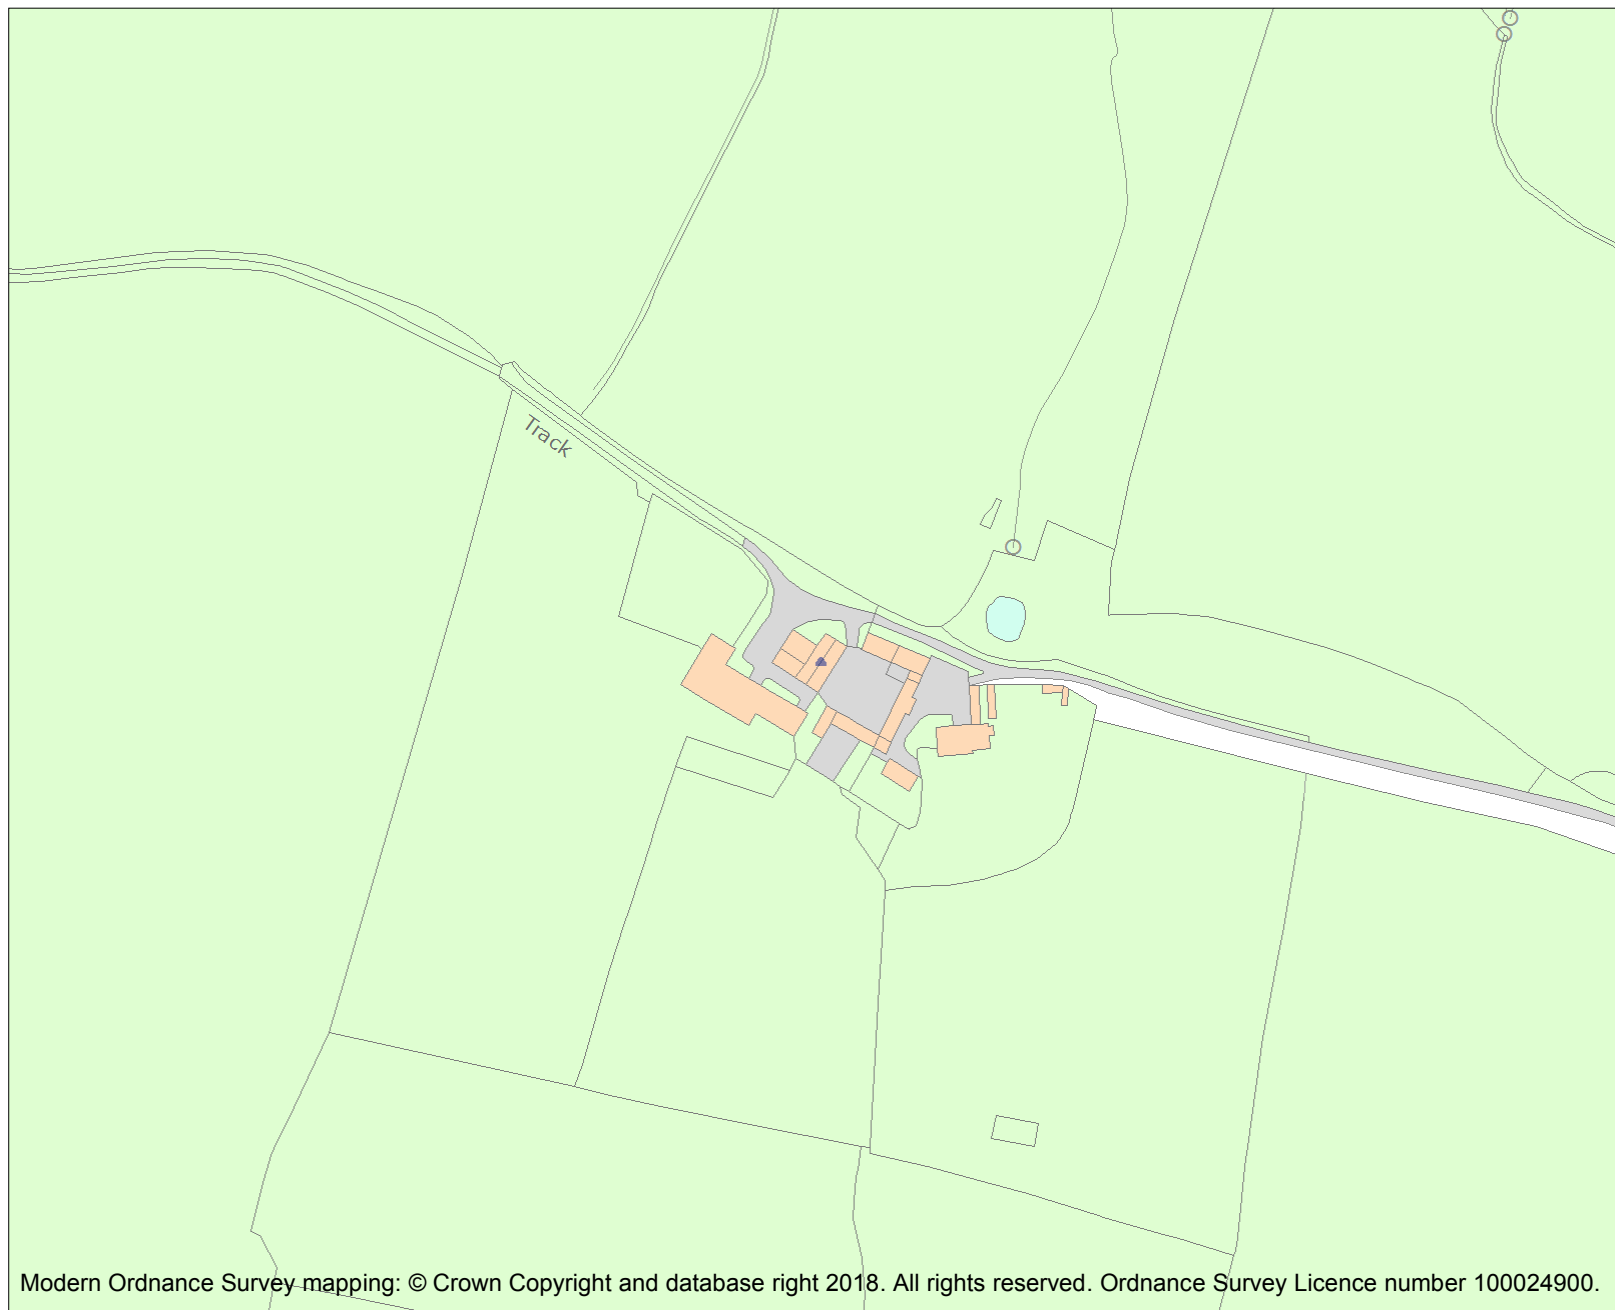 Track
Modern Ordnance Survey mapping: © Crown Copyright and database right 2018. All rights reserved. Ordnance Survey Licence number 100024900.